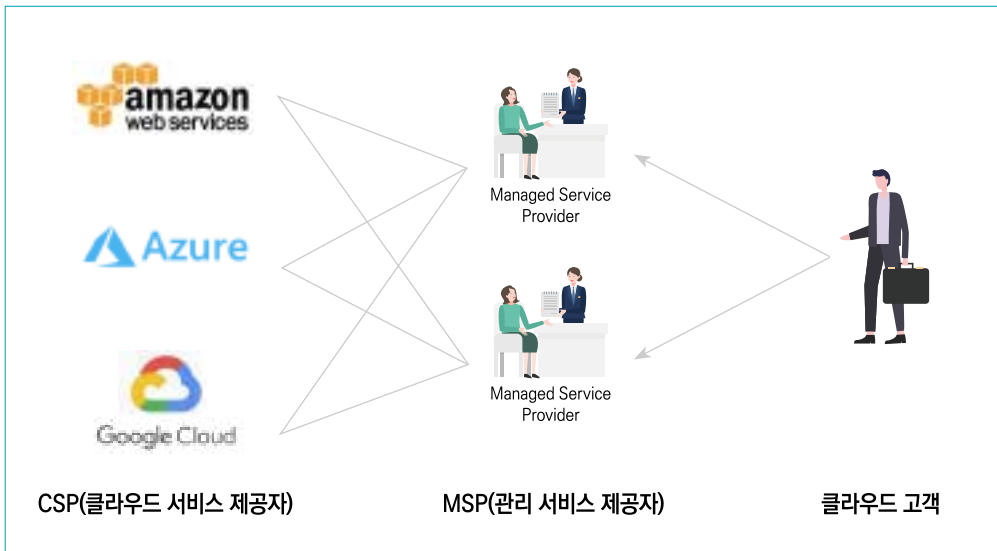 amazon
web services
Azure
Google Cloud
Managed Service
Provider
Managed Service
Provider
CSP(클라우드 서비스 제공자)
MSP(관리 서비스 제공자)
클라우드 고객